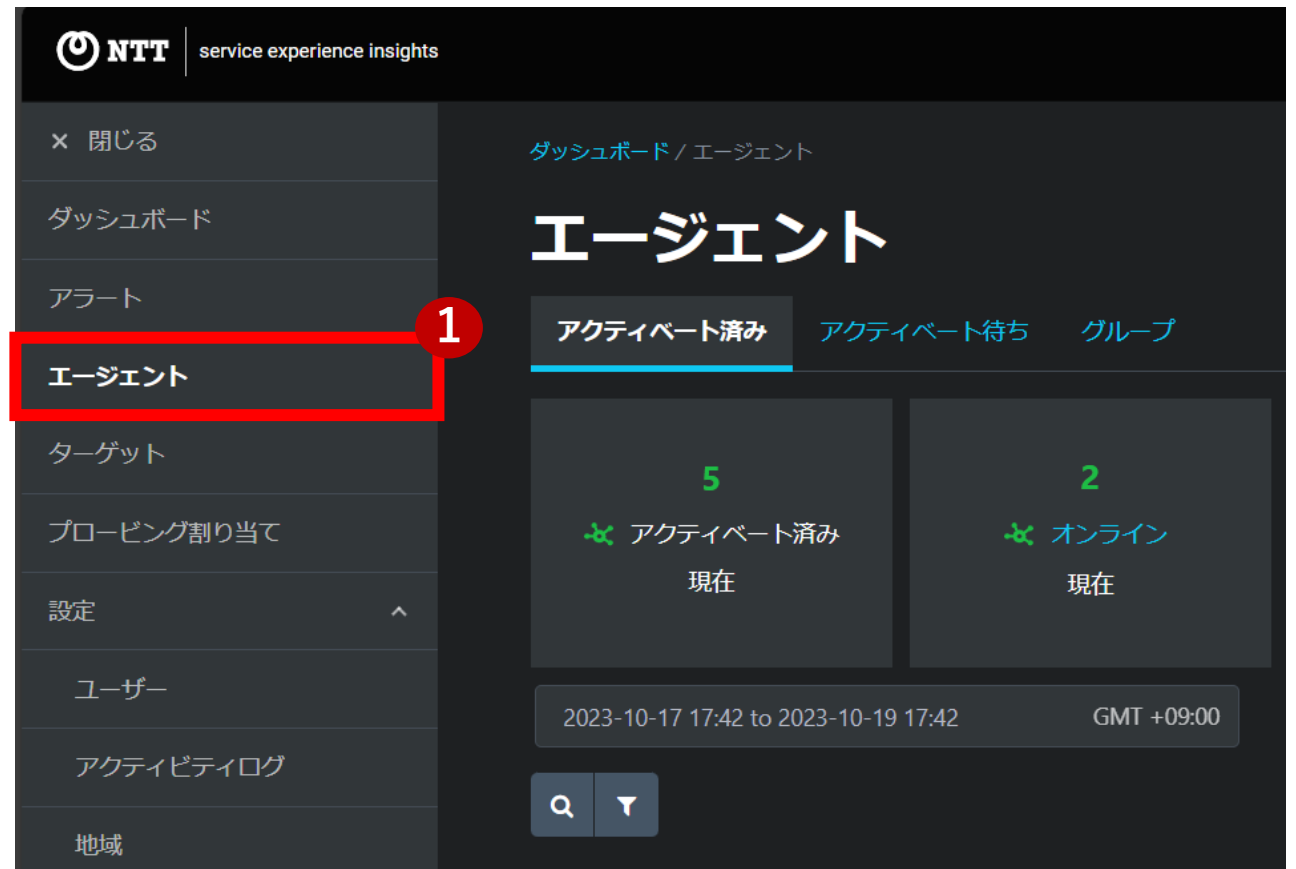 NTT service experience insights
× 閉じる
ダッシュボード
アラート
1
エージェント
ターゲット
プロービング割り当て
設定
ユーザー
アクティビティログ
地域
ダッシュボード / エージェント
エージェント
アクティベート済み アクティベート待ち グループ
5
アクティベート済み
現在
2
オンライン
現在
2023-10-17 17:42 to 2023-10-19 17:42 GMT +09:00